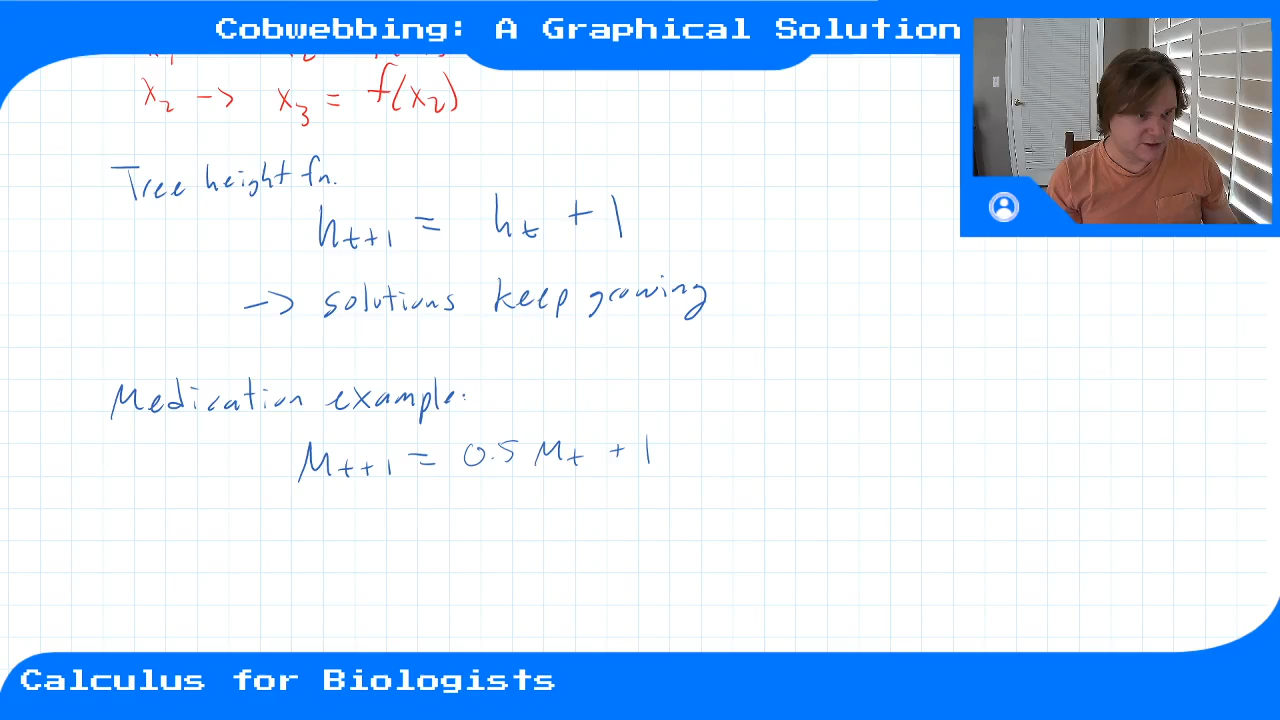 Cobwebbing: A Graphical Solution
x2 -> x3 = f(x2)
Tree height fn.
ht+1 = ht + 1
-> solutions keep growing
Medication example:
Mt+1 = 0.5 Mt + 1
Calculus for Biologists